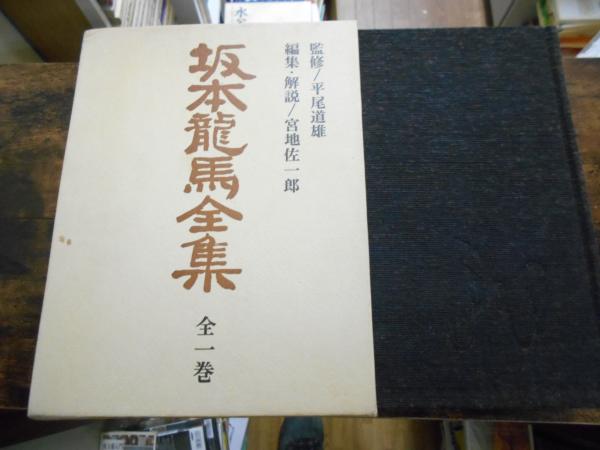 監修/平尾道雄
編集・解説/宮地佐一郎
坂本龍馬全集
全一巻